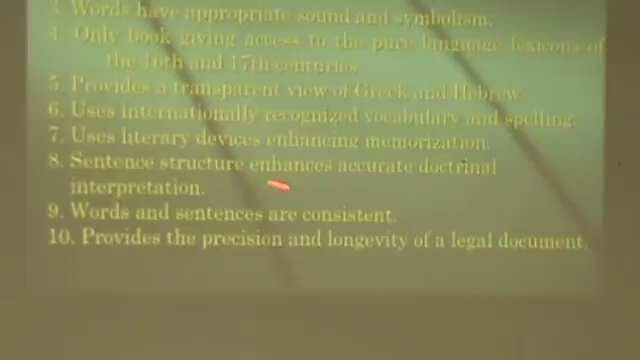 3. Words have appropriate sound and symbolism.
4. Only book giving access to the pure language lexicons of
the 16th and 17th centuries.
5. Provides a transparent view of Greek and Hebrew
6. Uses internationally recognized vocabulary and spelling.
7. Uses literary devices enhancing memorization.
8. Sentence structure enhances accurate doctrinal
interpretation.
9. Words and sentences are consistent.
10. Provides the precision and longevity of a legal document.